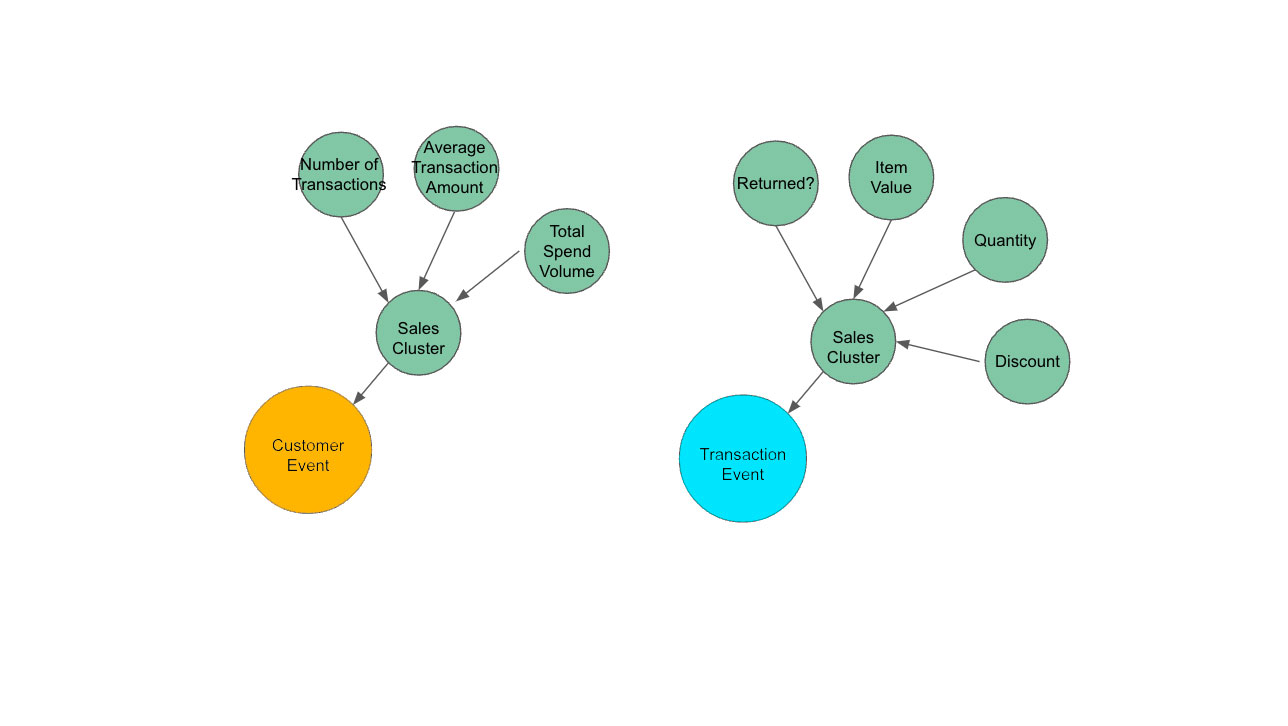 Number of
Transactions
Average
Transaction
Amount
Total
Spend
Volume
Sales
Cluster
Customer
Event
Returned?
Item
Value
Quantity
Discount
Sales
Cluster
Transaction
Event